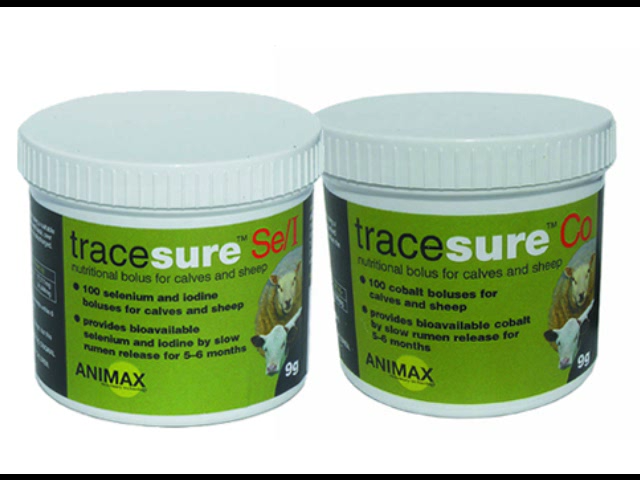 tracesure™ Se/I
nutritional bolus for calves and sheep
• 100 selenium and iodine
boluses for calves and sheep
• provides bioavailable
selenium and iodine by slow
rumen release for 5-6 months
ANIMAX
9g
tracesure™ Co
nutritional bolus for calves and sheep
• 100 cobalt boluses for
calves and sheep
• provides bioavailable cobalt
by slow rumen release for
5-6 months
ANIMAX
9g